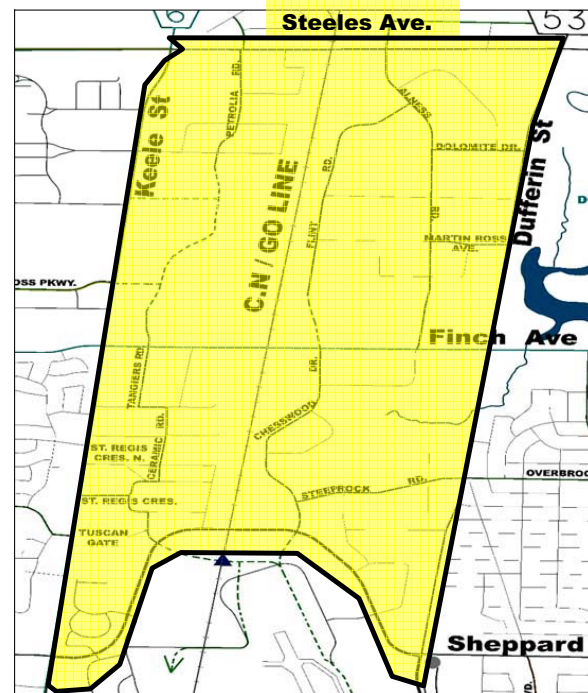 Steeles Ave.
6
53
PETROLIA RD.
ALNESS
RD.
Keele St
DOLOMITE DR.
Dufferin St
D
C.N / GO LINE
FLINT RD.
MARTIN ROSS
AVE.
OSS PKWY.
Finch Ave
TANGIERS RD.
CHESSWOOD DR.
CERAMIC RD.
ST. REGIS
CRES. N.
OVERBROO
STEEPROCK RD.
ST. REGIS CRES.
TUSCAN
GATE
Sheppard